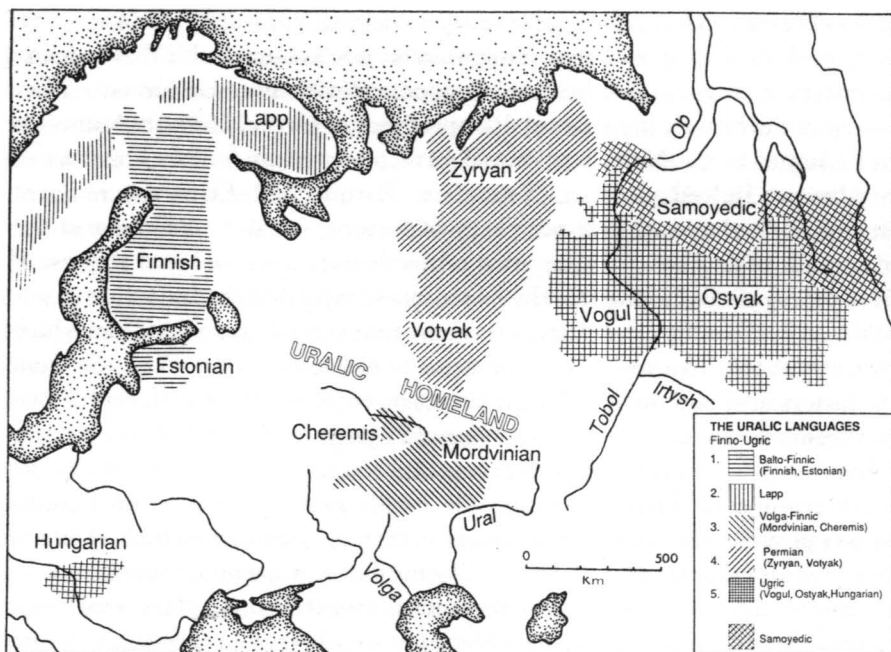 Lapp
Ob
Zyryan
Samoyedic
Finnish
Ostyak
Vogul
Votyak
Estonian
URALIC HOMELAND
Tobol
Irtysh
Cheremis
Mordvinian
Ural
Hungarian
Volga
0 500
Km
THE URALIC LANGUAGES
Finno-Ugric
1. Balto-Finnic
(Finnish, Estonian)
2. Lapp
3. Volga-Finnic
(Mordvinian, Cheremis)
4. Permian
(Zyryan, Votyak)
5. Ugric
(Vogul, Ostyak,Hungarian)
Samoyedic